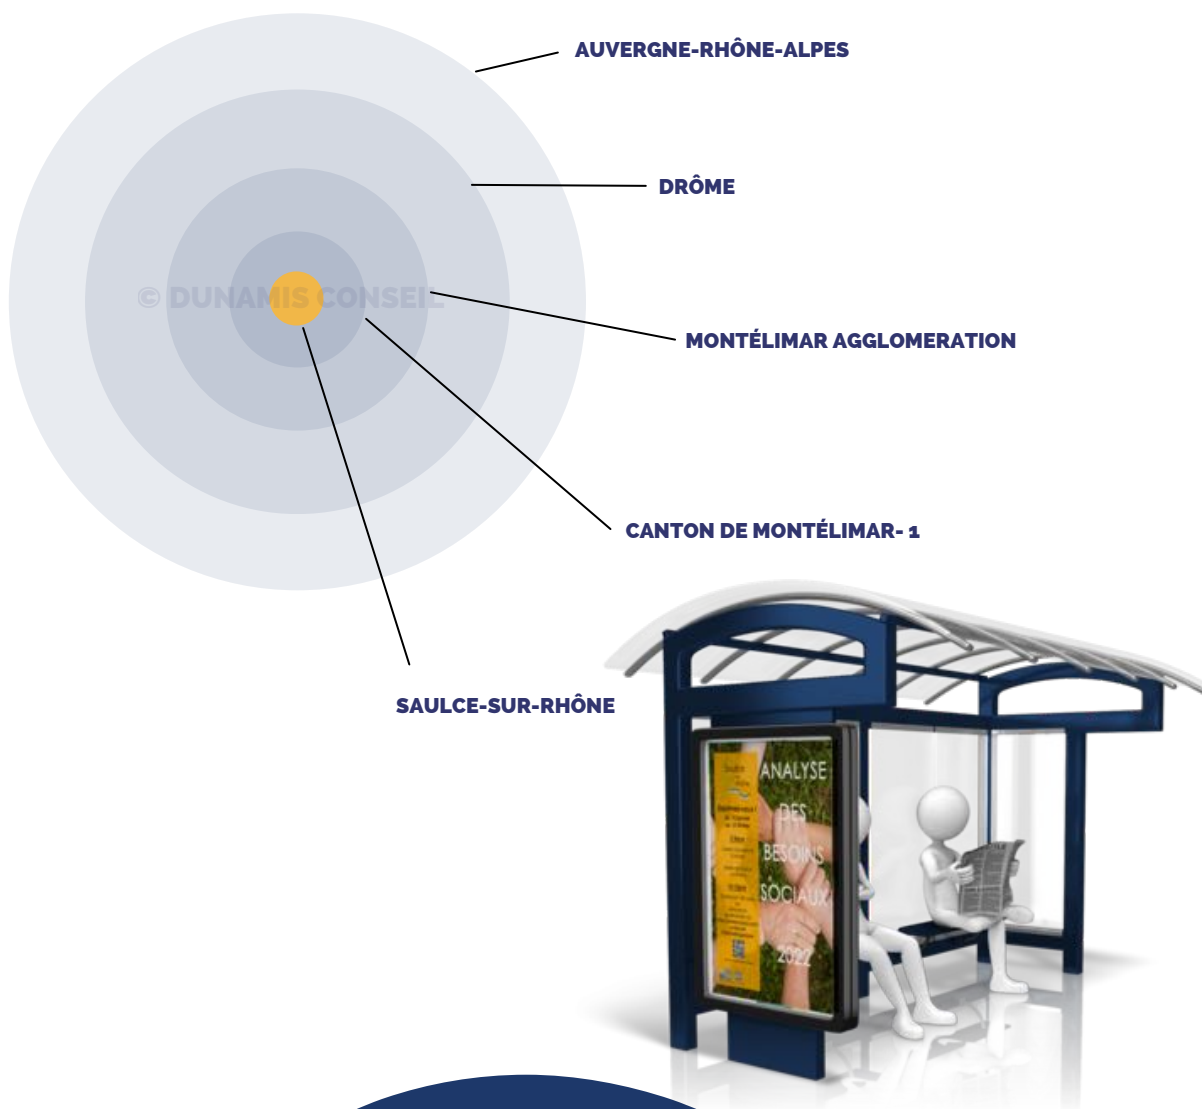 AUVERGNE-RHÔNE-ALPES
DRÔME
© DUNAMIS CONSEIL
MONTÉLIMAR AGGLOMERATION
CANTON DE MONTÉLIMAR- 1
SAULCE-SUR-RHÔNE
ANALYSE
DES
BESOINS
SOCIAUX
2022